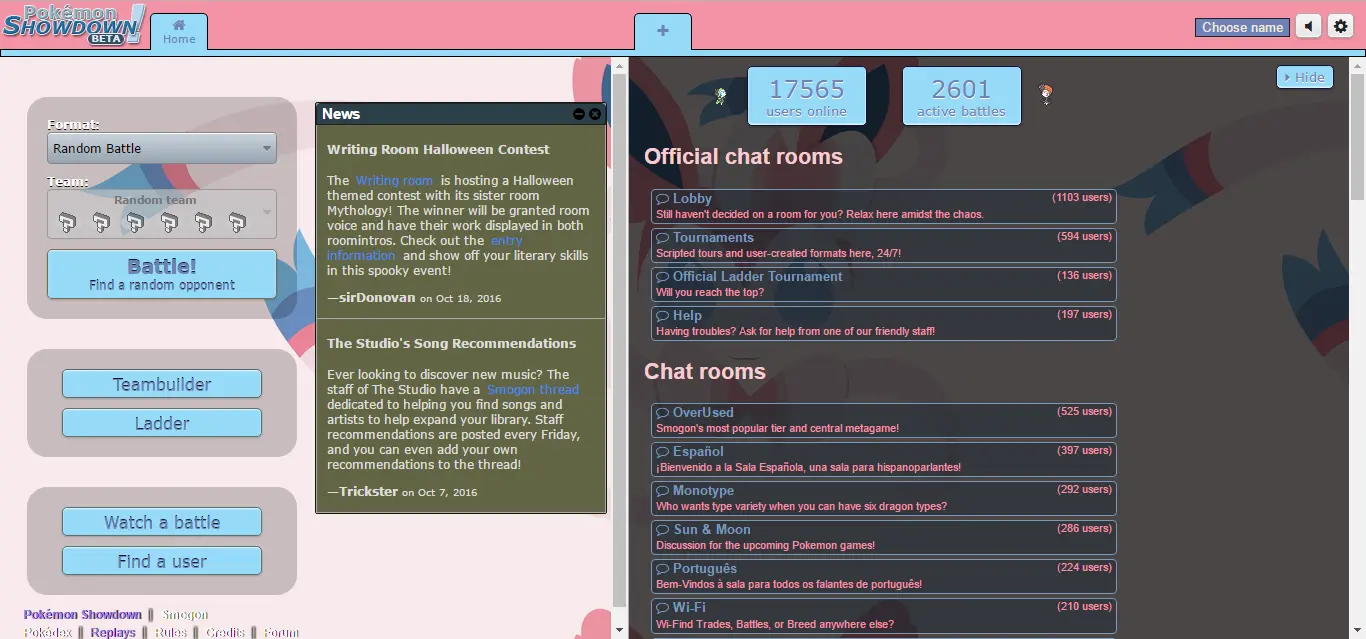 Pokémon
SHOWDOWN!
BETA
Home
+
Choose name
Format:
Random Battle
Team:
Random team
Battle!
Find a random opponent
Teambuilder
Ladder
Watch a battle
Find a user
Pokémon Showdown || Smogon
Pokédex || Replays || Rules || Credits || Forum
News
Writing Room Halloween Contest
The Writing room is hosting a Halloween
themed contest with its sister room
Mythology! The winner will be granted room
voice and have their work displayed in both
roomintros. Check out the entry
information and show off your literary skills
in this spooky event!
—sirDonovan on Oct 18, 2016
The Studio's Song Recommendations
Ever looking to discover new music? The
staff of The Studio have a Smogon thread
dedicated to helping you find songs and
artists to help expand your library. Staff
recommendations are posted every Friday,
and you can even add your own
recommendations to the thread!
—Trickster on Oct 7, 2016
17565
users online
2601
active battles
Hide
Official chat rooms
Lobby (1103 users)
Still haven't decided on a room for you? Relax here amidst the chaos.
Tournaments (594 users)
Scripted tours and user-created formats here, 24/7!
Official Ladder Tournament (136 users)
Will you reach the top?
Help (197 users)
Having troubles? Ask for help from one of our friendly staff!
Chat rooms
OverUsed (525 users)
Smogon's most popular tier and central metagame!
Español (397 users)
¡Bienvenido a la Sala Española, una sala para hispanoparlantes!
Monotype (292 users)
Who wants type variety when you can have six dragon types?
Sun & Moon (286 users)
Discussion for the upcoming Pokemon games!
Português (224 users)
Bem-Vindos à sala para todos os falantes de português!
Wi-Fi (210 users)
Wi-Find Trades, Battles, or Breed anywhere else?